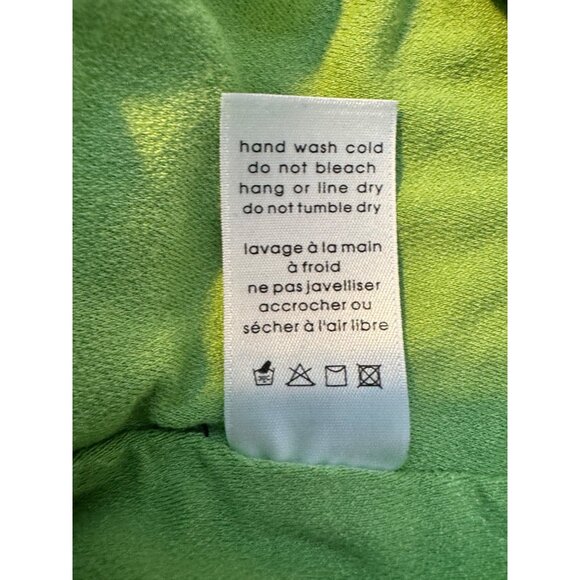 hand wash cold
do not bleach
hang or line dry
do not tumble dry
lavage à la main
à froid
ne pas javelliser
accrocher ou
sécher à l'air libre